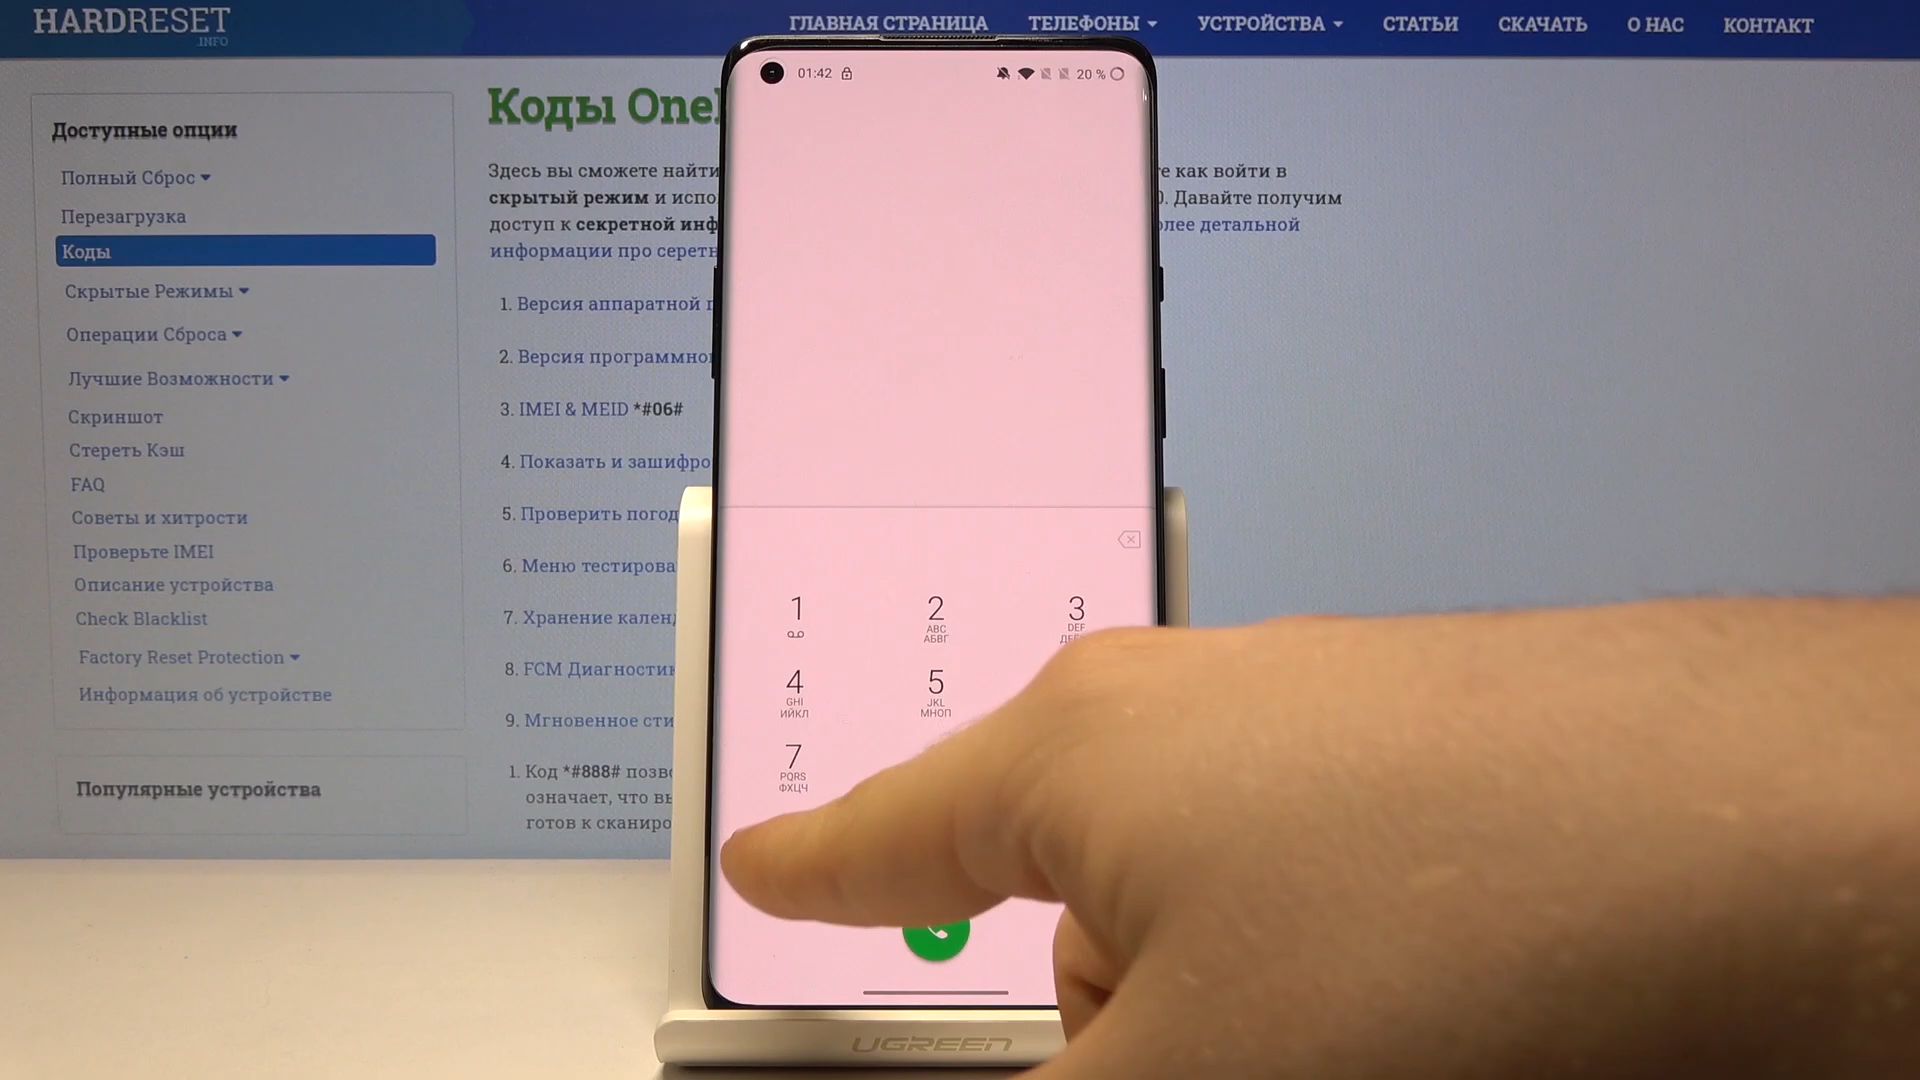 HARDRESET
.INFO
ГЛАВНАЯ СТРАНИЦА
ТЕЛЕФОНЫ
УСТРОЙСТВА
СТАТЬИ
СКАЧАТЬ
О НАС
КОНТАКТ
Доступные опции
Полный Сброс
Перезагрузка
Коды
Скрытые Режимы
Операции Сброса
Лучшие Возможности
Скриншот
Стереть Кэш
FAQ
Советы и хитрости
Проверьте IMEI
Описание устройства
Check Blacklist
Factory Reset Protection
Информация об устройстве
Популярные устройства
Коды One
Здесь вы сможете найти
скрытый режим и испо
доступ к секретной инф
информации про серетн
те как войти в
0. Давайте получим
олее детальной
1. Версия аппаратной п
2. Версия программно
3. IMEI & MEID *#06#
4. Показать и зашифро
5. Проверить погод
6. Меню тестирова
7. Хранение календ
8. FCM Диагностик
9. Мгновенное сти
1. Код *#888# позво
означает, что вы
готов к сканиро
01:42
20 %
1
2
ABC
АБВГ
3
DEF
4
GHI
ИЙКЛ
5
JKL
МНОП
7
PQRS
ФХЦЧ
UGREEN